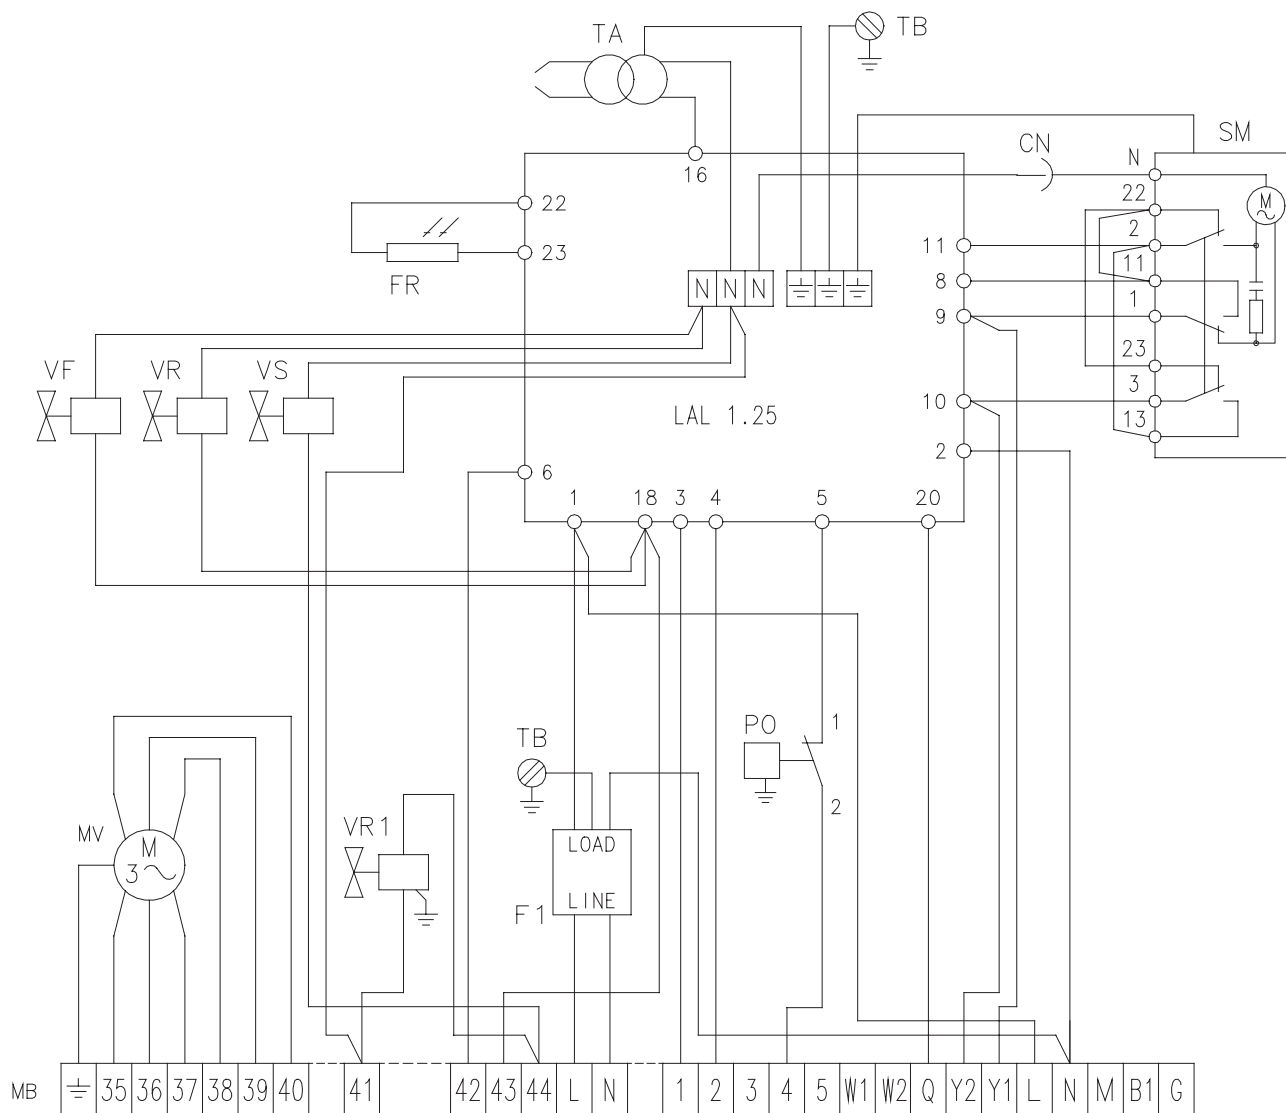 TA
TB
CN
SM
N
16
22
22
2
23
11
11
FR
8
N N N
1
9
VF VR VS
23
3
10
LAL 1.25
13
2
6
1 18 3 4 5 20
PO
1
TB
2
MV
M
3
VR1
LOAD
LINE
F1
M
MB 35 36 37 38 39 40 41 42 43 44 L N 1 2 3 4 5 W1 W2 Q Y2 Y1 L N M B1 G